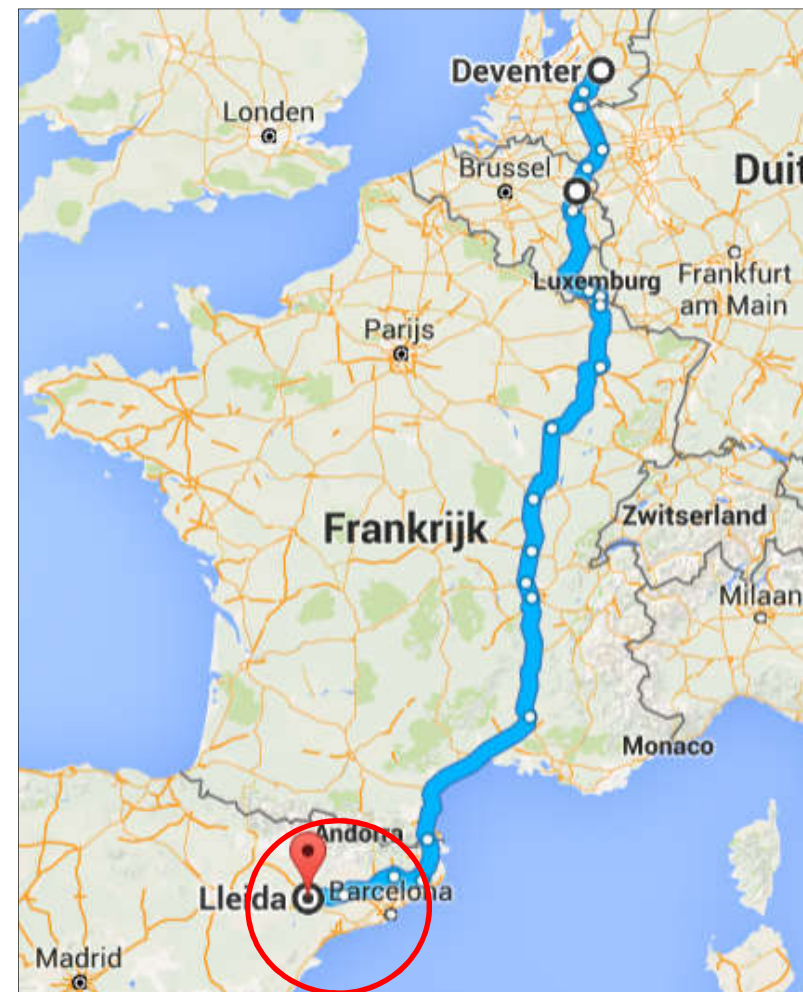 Deventer
Londen
Brussel
Duit
Luxemburg
Frankfurt
am Main
Parijs
Frankrijk
Zwitserland
Milaan
Monaco
Andorra
Lleida
Barcelona
Madrid